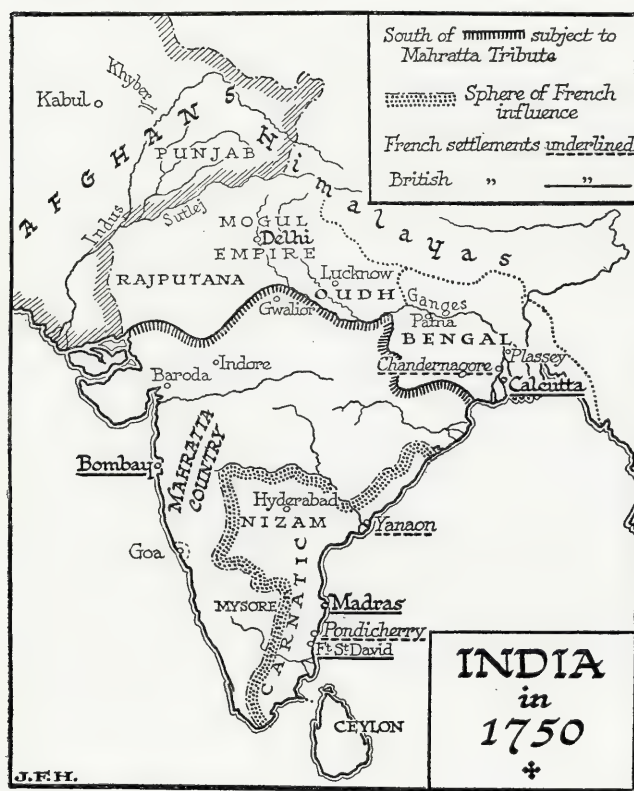 South of subject to
Mahratta Tribute
Sphere of French
influence
French settlements underlined
British " "
Kabul
Khyber
AFGHANS
PUNJAB
Himalayas
Indus
Sutlej
MOGUL
EMPIRE
Delhi
RAJPUTANA
Lucknow
OUDH
Ganges
Gwalior
Patna
BENGAL
Plassey
Chandernagore
Calcutta
Indore
Baroda
MAHRATTA
COUNTRY
Bombay
Hyderabad
NIZAM
Yanaon
Goa
CARNATIC
MYSORE
Madras
Pondicherry
Ft St David
CEYLON
INDIA
in
1750
J.F.H.